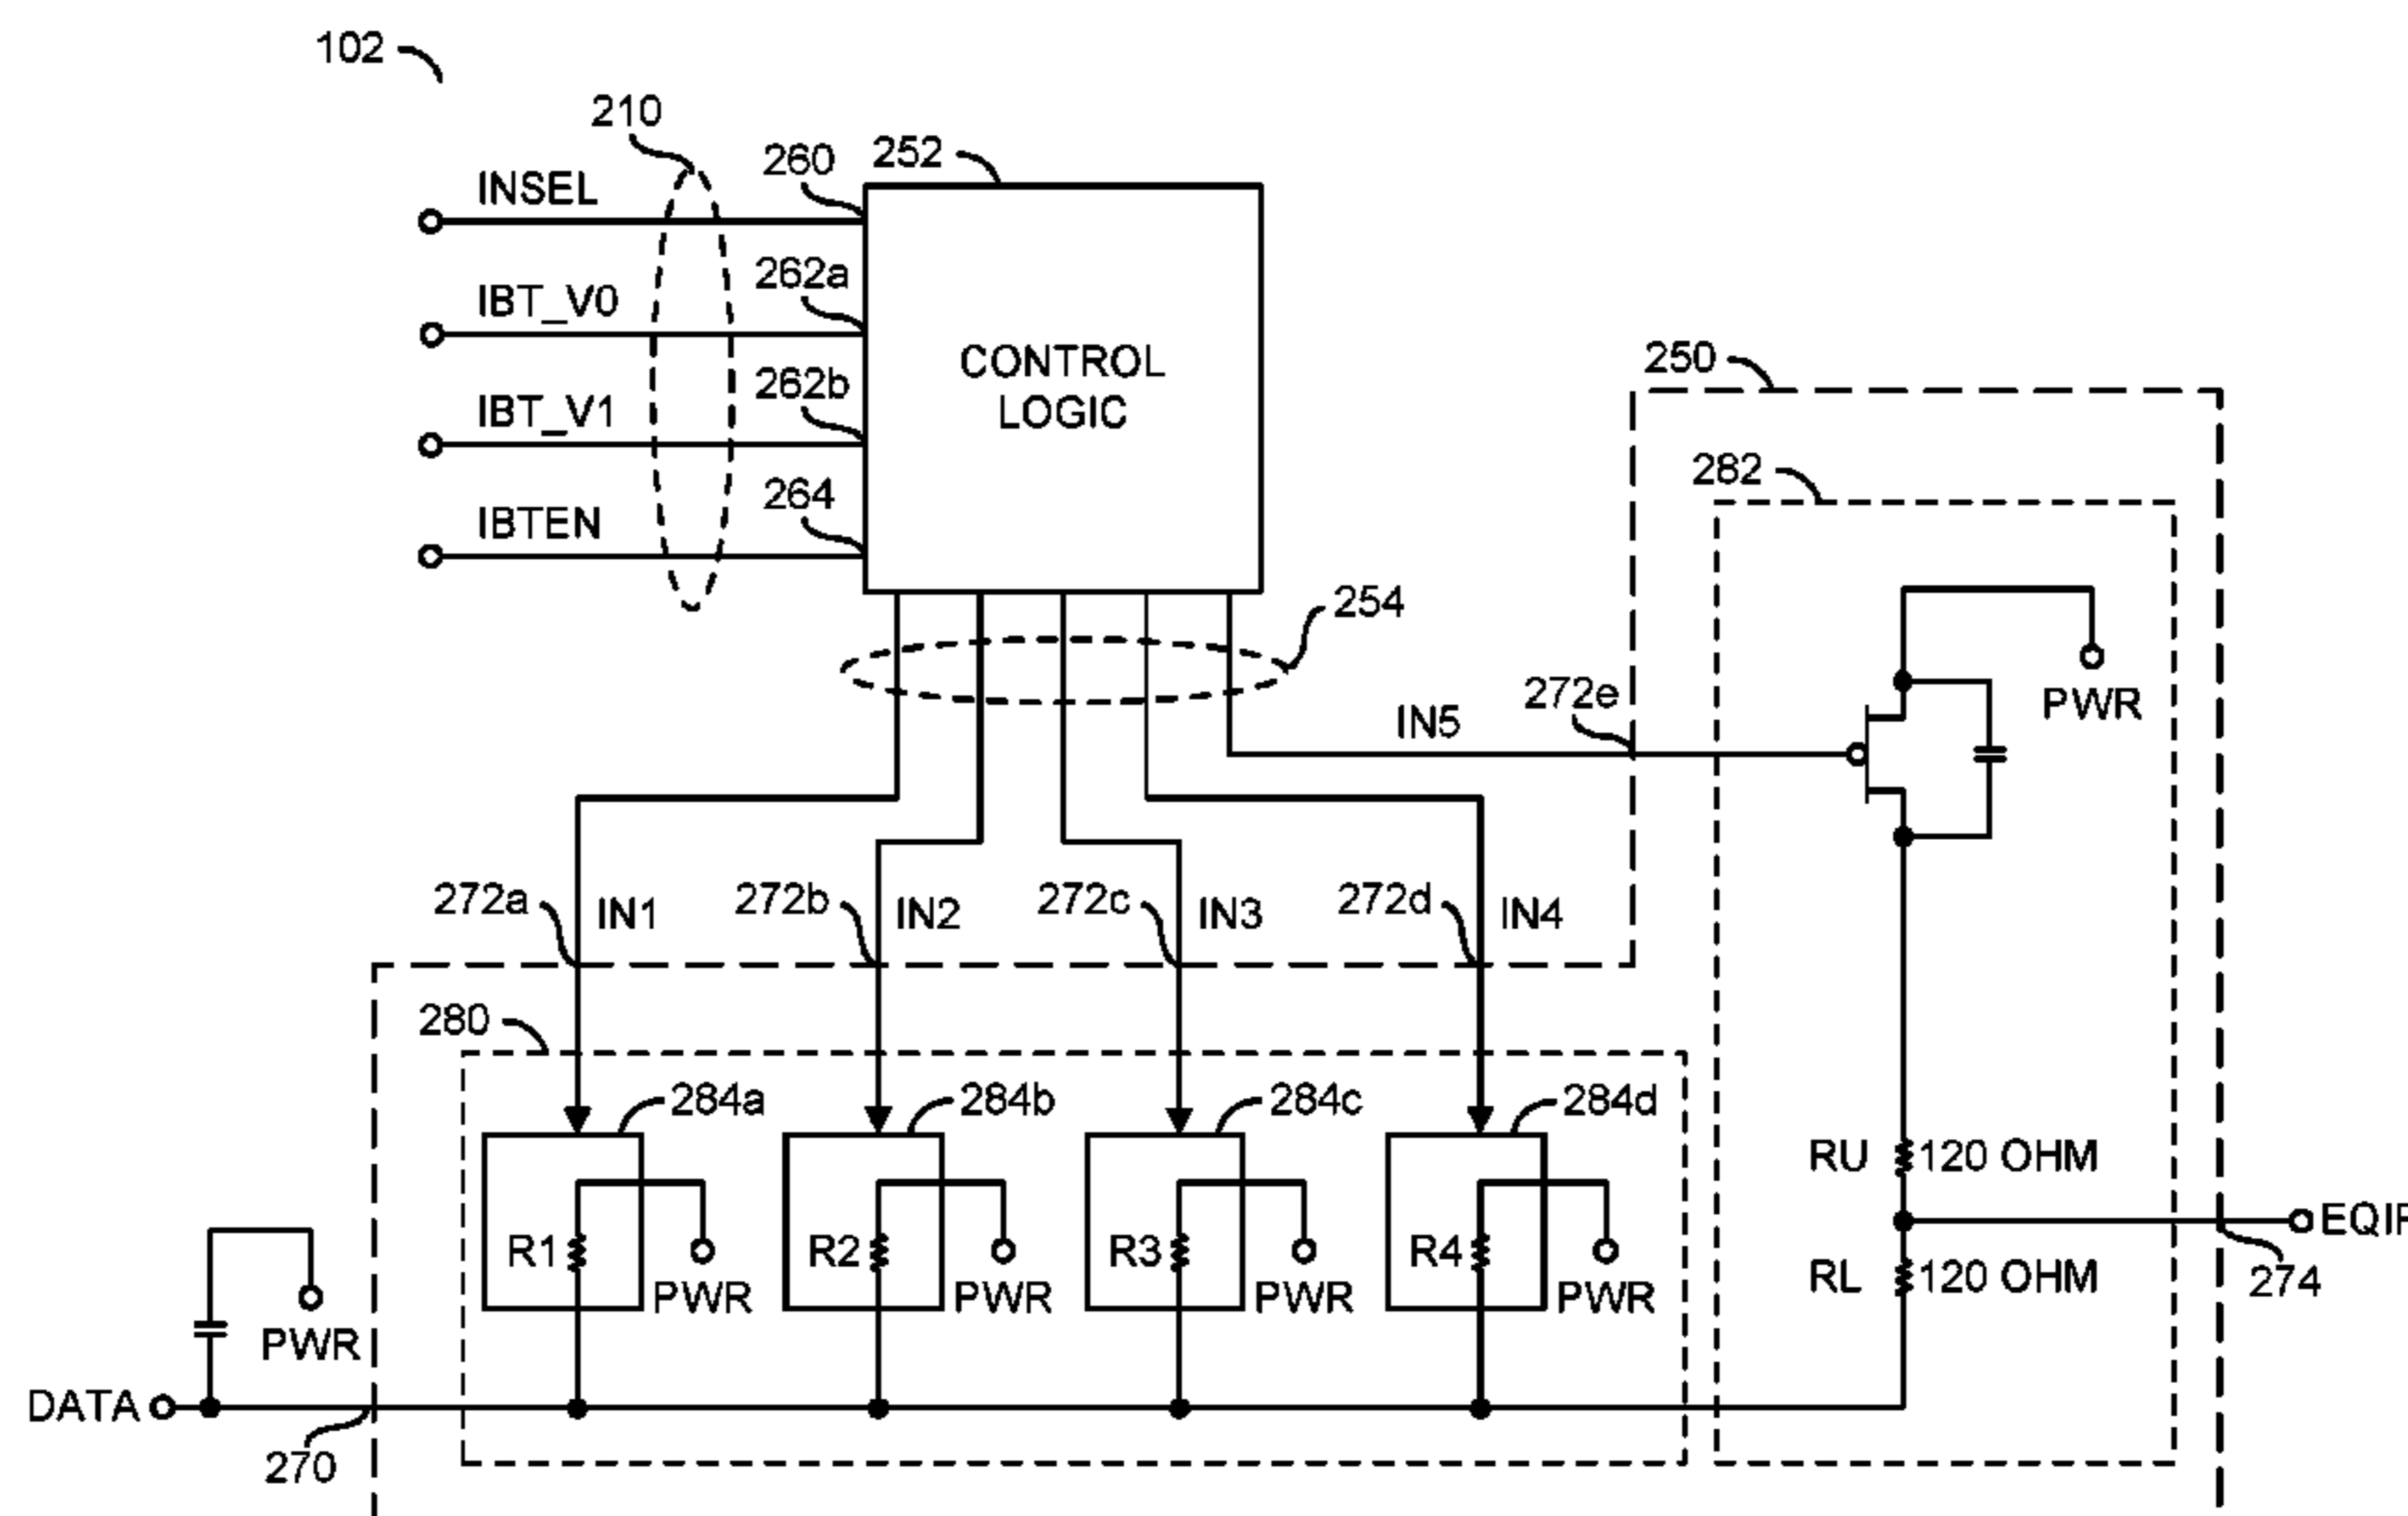 102
210
260
252
INSEL
262a
IBT_V0
CONTROL
LOGIC
262b
IBT_V1
264
IBTEN
250
282
254
272e
IN5
PWR
272a
IN1
272b
IN2
272c
IN3
272d
IN4
280
284a
284b
284c
284d
RU
120 OHM
R1
R2
R3
R4
PWR
PWR
PWR
PWR
RL
120 OHM
274
PWR
DATA
270